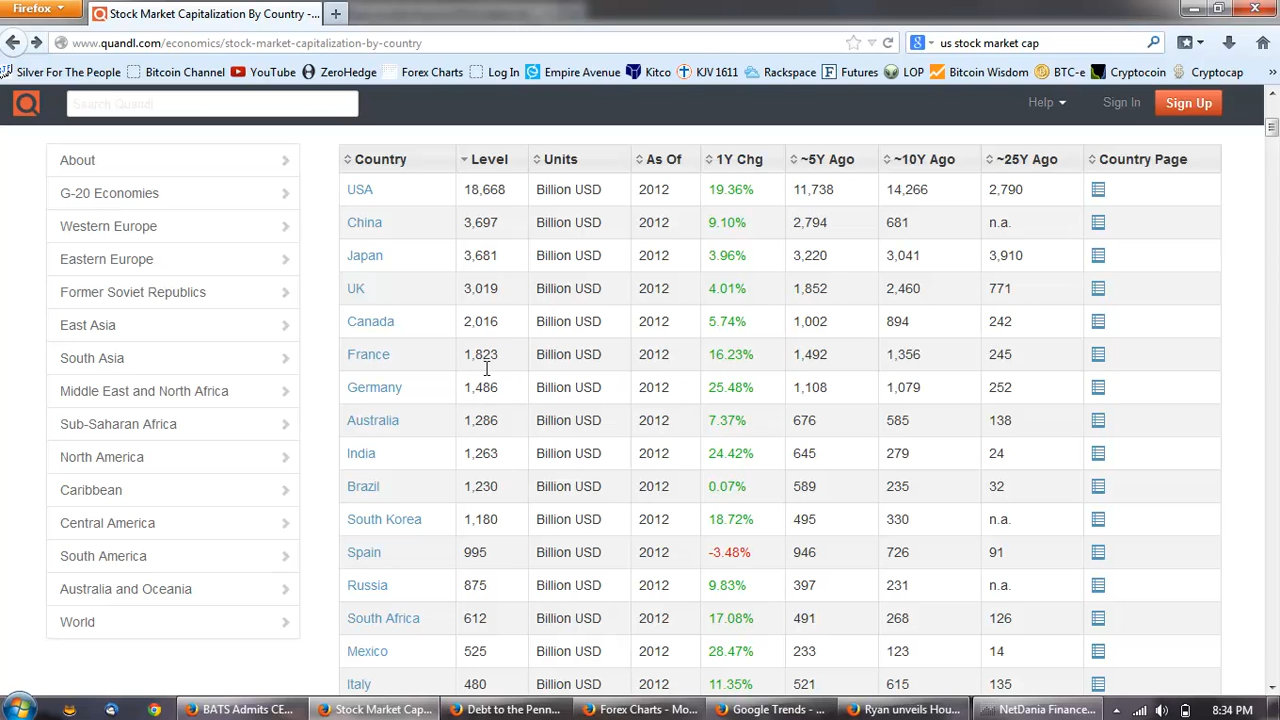 Firefox
Stock Market Capitalization By Country -...
www.quandl.com/economics/stock-market-capitalization-by-country
us stock market cap
Silver For The People Bitcoin Channel YouTube ZeroHedge Forex Charts Log In Empire Avenue Kitco KJV 1611 Rackspace Futures LOP Bitcoin Wisdom BTC-e Cryptocoin Cryptocap »
Search Quandl Help Sign In Sign Up
About
G-20 Economies
Western Europe
Eastern Europe
Former Soviet Republics
East Asia
South Asia
Middle East and North Africa
Sub-Saharan Africa
North America
Caribbean
Central America
South America
Australia and Oceania
World
Country Level Units As Of 1Y Chg ~5Y Ago ~10Y Ago ~25Y Ago Country Page
USA 18,668 Billion USD 2012 19.36% 11,738 14,266 2,790
China 3,697 Billion USD 2012 9.10% 2,794 681 n.a.
Japan 3,681 Billion USD 2012 3.96% 3,220 3,041 3,910
UK 3,019 Billion USD 2012 4.01% 1,852 2,460 771
Canada 2,016 Billion USD 2012 5.74% 1,002 894 242
France 1,823 Billion USD 2012 16.23% 1,492 1,356 245
Germany 1,486 Billion USD 2012 25.48% 1,108 1,079 252
Australia 1,286 Billion USD 2012 7.37% 676 585 138
India 1,263 Billion USD 2012 24.42% 645 279 24
Brazil 1,230 Billion USD 2012 0.07% 589 235 32
South Korea 1,180 Billion USD 2012 18.72% 495 330 n.a.
Spain 995 Billion USD 2012 -3.48% 946 726 91
Russia 875 Billion USD 2012 9.83% 397 231 n.a.
South Africa 612 Billion USD 2012 17.08% 491 268 126
Mexico 525 Billion USD 2012 28.47% 233 123 14
Italy 480 Billion USD 2012 11.35% 521 615 135
BATS Admits CE... Stock Market Cap... Debt to the Penn... Forex Charts - Mo... Google Trends - ... Ryan unveils Hou... NetDania Finance... 8:34 PM